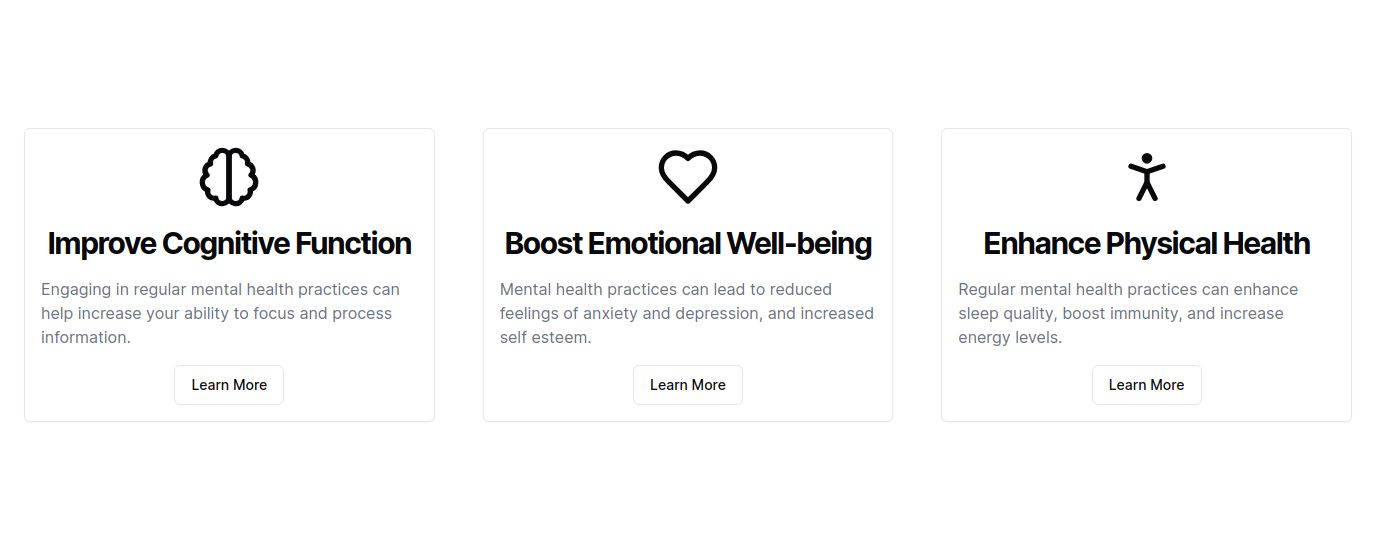 Improve Cognitive Function
Engaging in regular mental health practices can
help increase your ability to focus and process
information.
Learn More
Boost Emotional Well-being
Mental health practices can lead to reduced
feelings of anxiety and depression, and increased
self esteem.
Learn More
Enhance Physical Health
Regular mental health practices can enhance
sleep quality, boost immunity, and increase
energy levels.
Learn More